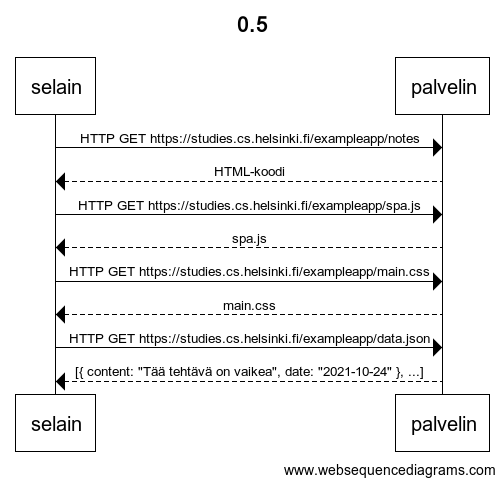 0.5
selain palvelin
HTTP GET https://studies.cs.helsinki.fi/exampleapp/notes
HTML-koodi
HTTP GET https://studies.cs.helsinki.fi/exampleapp/spa.js
spa.js
HTTP GET https://studies.cs.helsinki.fi/exampleapp/main.css
main.css
HTTP GET https://studies.cs.helsinki.fi/exampleapp/data.json
[{ content: "Tää tehtävä on vaikea", date: "2021-10-24" }, ...]
selain palvelin
www.websequencediagrams.com